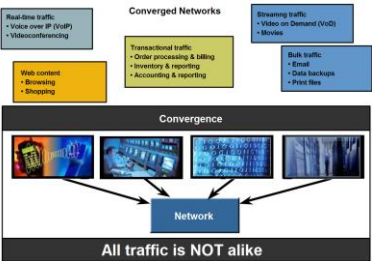 Converged Networks
Real-time traffic
• Voice over IP (VoIP)
• Videoconferencing
Streamng traffic
• Video on Demand (VoD)
• Movies
Transactional traffic
• Order processing & billing
• Inventory & reporting
• Accounting & reporting
Bulk traffic
• Email
• Data backups
• Print files
Web content
• Browsing
• Shopping
Convergence
Network
All traffic is NOT alike